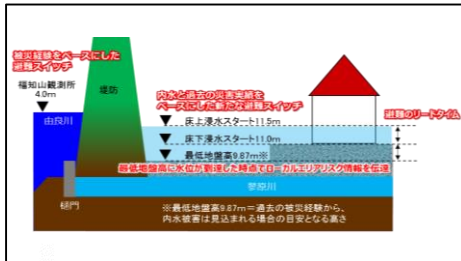 被災経験をベースにした
避難スイッチ
福知山観測所
4.0m
堤防
由良川
樋門
内水と過去の災害実績を
ベースにした新たな避難スイッチ
床上浸水スタート11.5m
床下浸水スタート11.0m
最低地盤高9.87m※
避難のリードタイム
最低地盤高に水位が到達した時点でローカルエリアリスク情報を伝達
※最低地盤高9.87m=過去の被災経験から、
内水被害は見込まれる場合の目安となる高さ